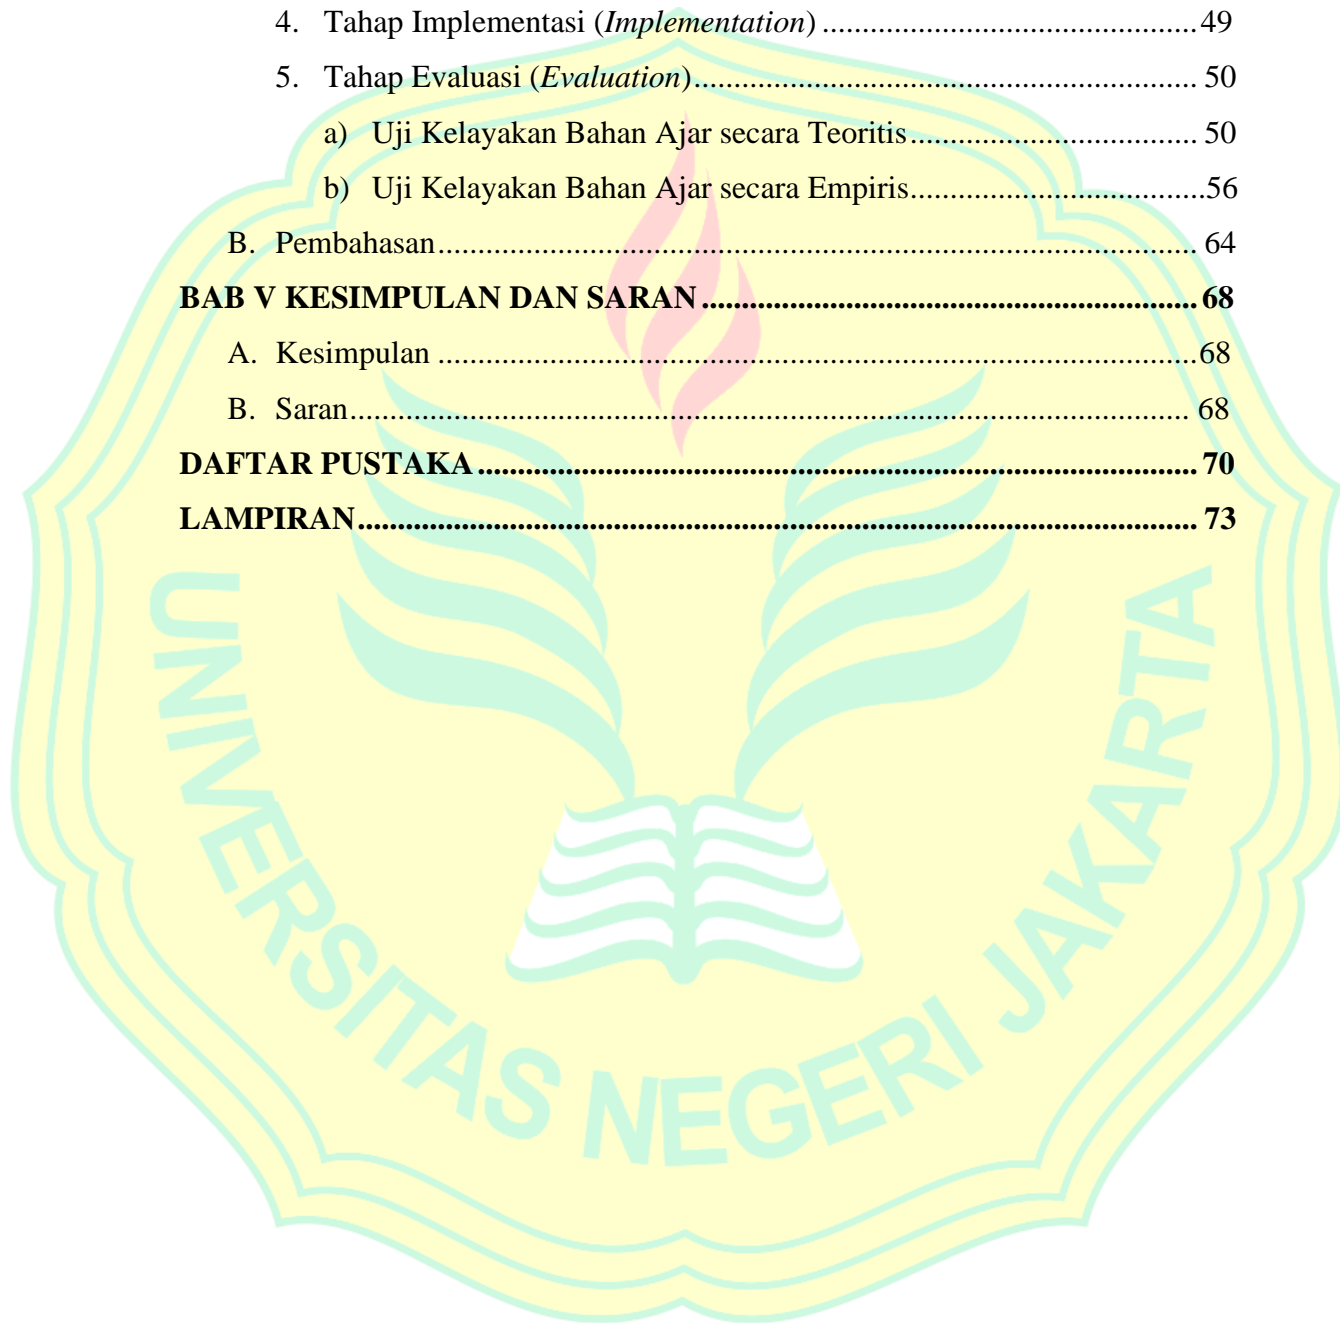 4. Tahap Implementasi (Implementation) ................................................ 49
5. Tahap Evaluasi (Evaluation) ................................................................ 50
a) Uji Kelayakan Bahan Ajar secara Teoritis ..................................... 50
b) Uji Kelayakan Bahan Ajar secara Empiris ..................................... 56
B. Pembahasan ................................................................................................ 64
BAB V KESIMPULAN DAN SARAN ............................................................... 68
A. Kesimpulan ................................................................................................ 68
B. Saran ........................................................................................................... 68
DAFTAR PUSTAKA ........................................................................................... 70
LAMPIRAN .......................................................................................................... 73
UNIVERSITAS NEGERI JAKARTA